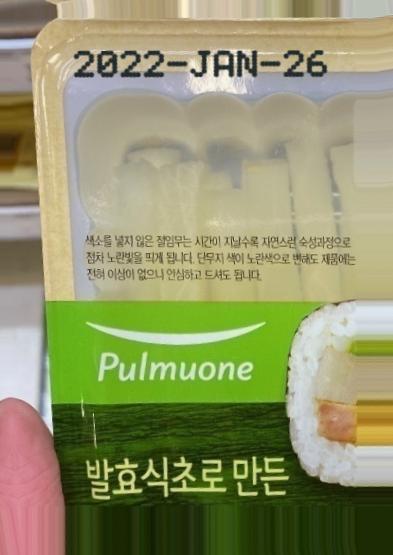 2022-JAN-26
색소를 넣지 않은 절임무는 시간이 지날수록 자연스런 숙성과정으로
점차 노란빛을 띠게 됩니다. 단무지 색이 노란색으로 변해도 제품에는
전혀 이상이 없으니 안심하고 드셔도 됩니다.
Pulmuone
발효식초로 만든